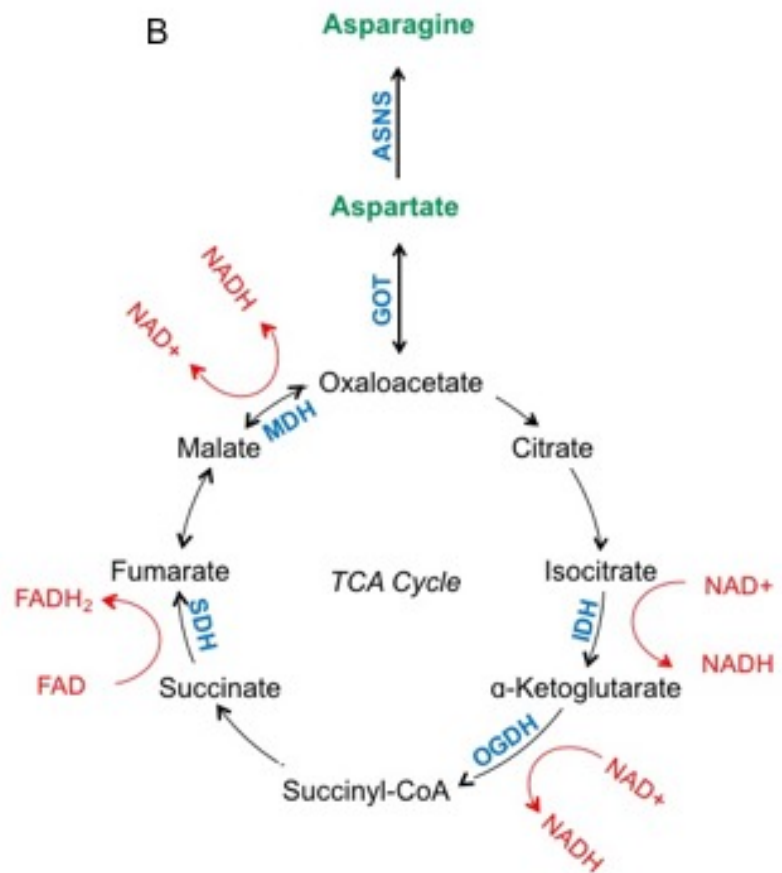 B
Asparagine
ASNS
Aspartate
GOT
NADH
NAD+
Oxaloacetate
MDH
Malate
Citrate
Fumarate
TCA Cycle
Isocitrate
NAD+
FADH₂
SDH
IDH
FAD
Succinate
α-Ketoglutarate
NADH
OGDH
Succinyl-CoA
NAD+
NADH